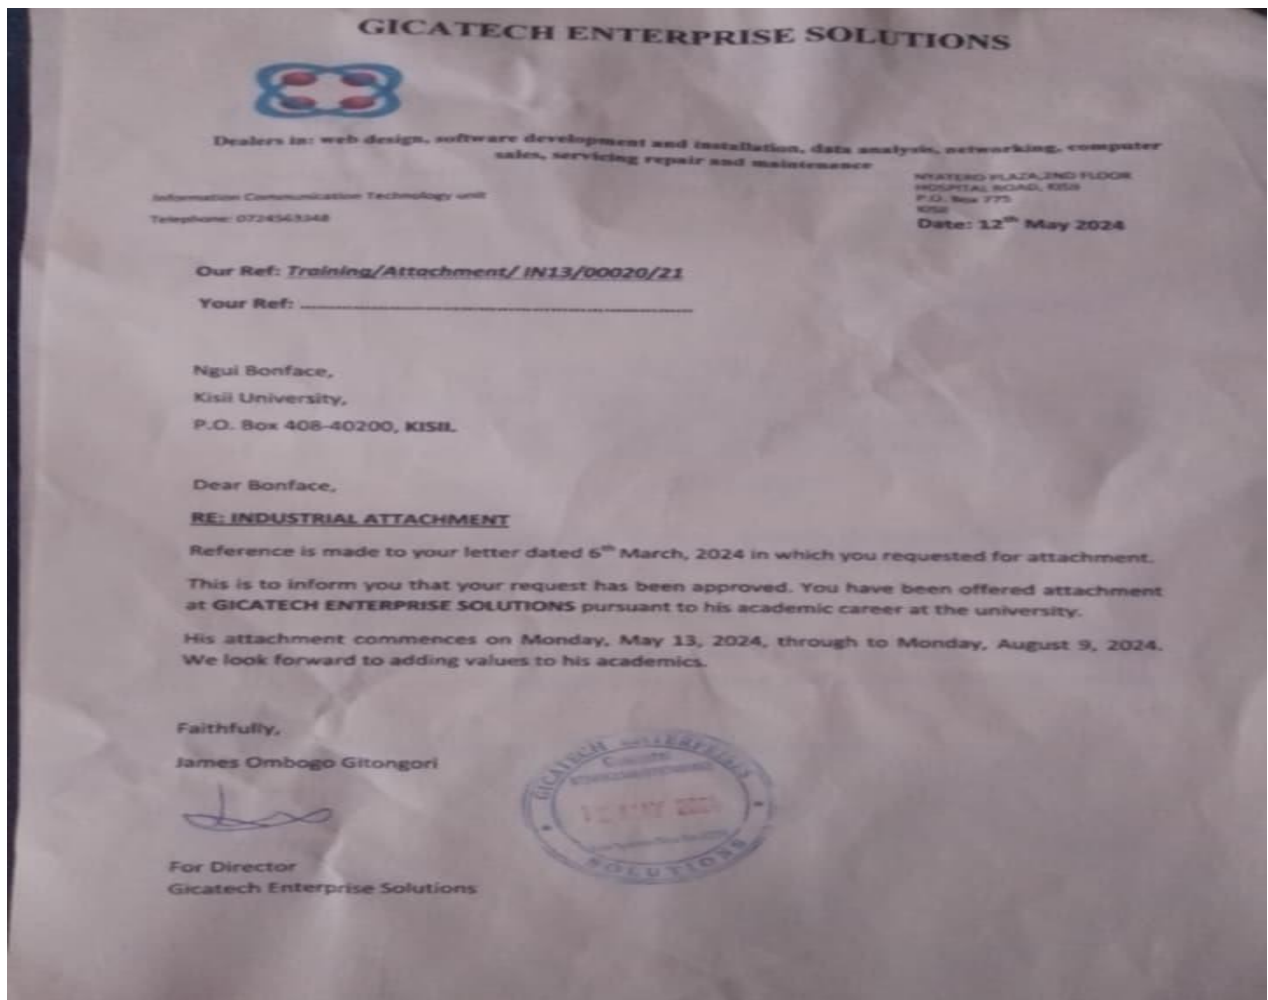 GICATECH ENTERPRISE SOLUTIONS
Dealers in: web design, software development and installation, data analysis, networking, computer
sales, servicing repair and maintenance
Information Communication Technology unit
Telephone: 0724563348
NYATERO PLAZA,2ND FLOOR
HOSPITAL ROAD, KISII
P.O. Box 775
KISII
Date: 12th May 2024
Our Ref: Training/Attachment/ IN13/00020/21
Your Ref: ........................................................
Ngui Bonface,
Kisii University,
P.O. Box 408-40200, KISII.
Dear Bonface,
RE: INDUSTRIAL ATTACHMENT
Reference is made to your letter dated 6th March, 2024 in which you requested for attachment.
This is to inform you that your request has been approved. You have been offered attachment
at GICATECH ENTERPRISE SOLUTIONS pursuant to his academic career at the university.
His attachment commences on Monday, May 13, 2024, through to Monday, August 9, 2024.
We look forward to adding values to his academics.
Faithfully,
James Ombogo Gitongori
GICATECH ENTERPRISE
SOLUTIONS
For Director
Gicatech Enterprise Solutions